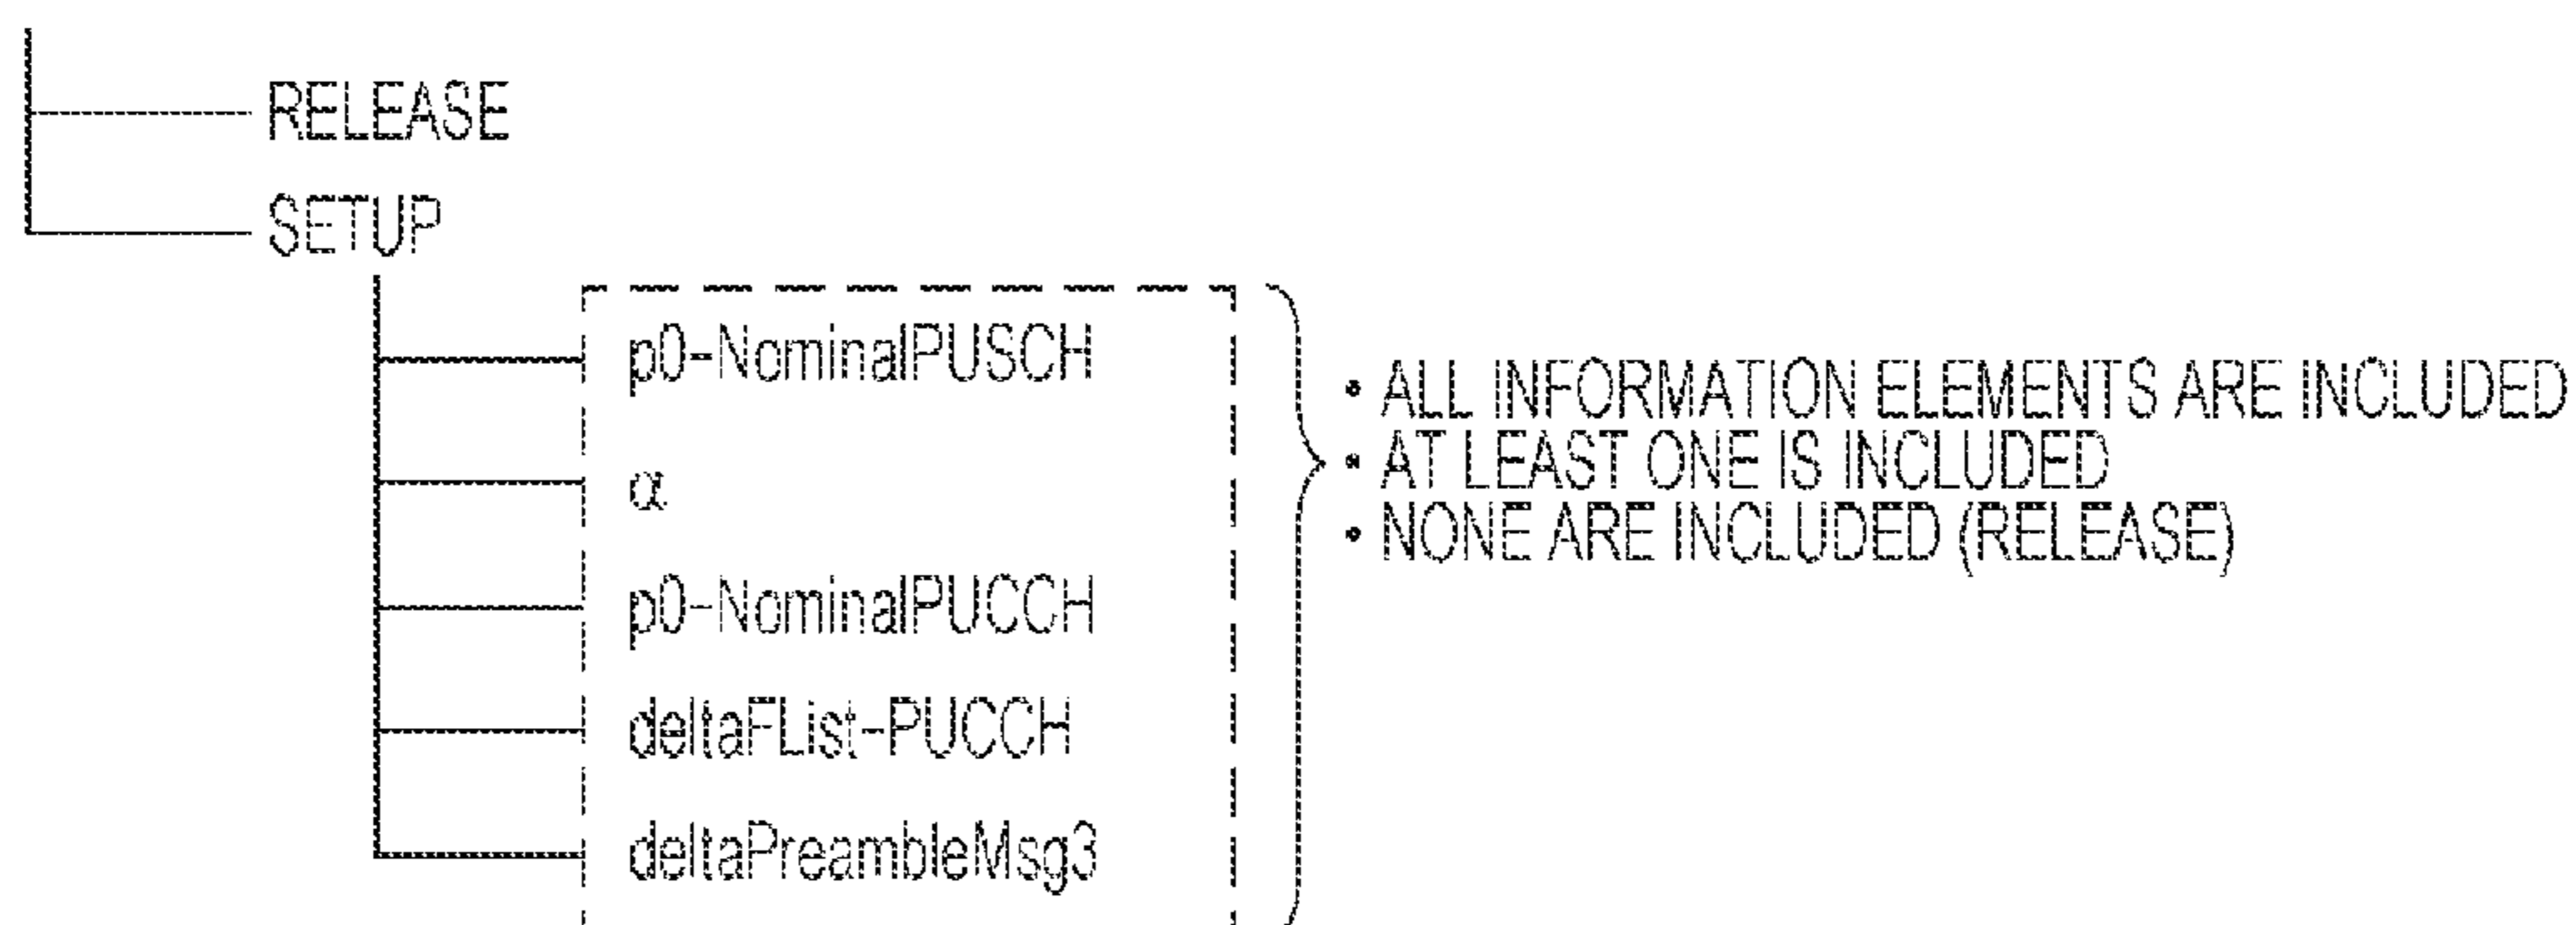 RELEASE
SETUP
p0-NominalPUSCH
α
p0-NominalPUCCH
deltaFList-PUCCH
deltaPreambleMsg3
• ALL INFORMATION ELEMENTS ARE INCLUDED
• AT LEAST ONE IS INCLUDED
• NONE ARE INCLUDED (RELEASE)